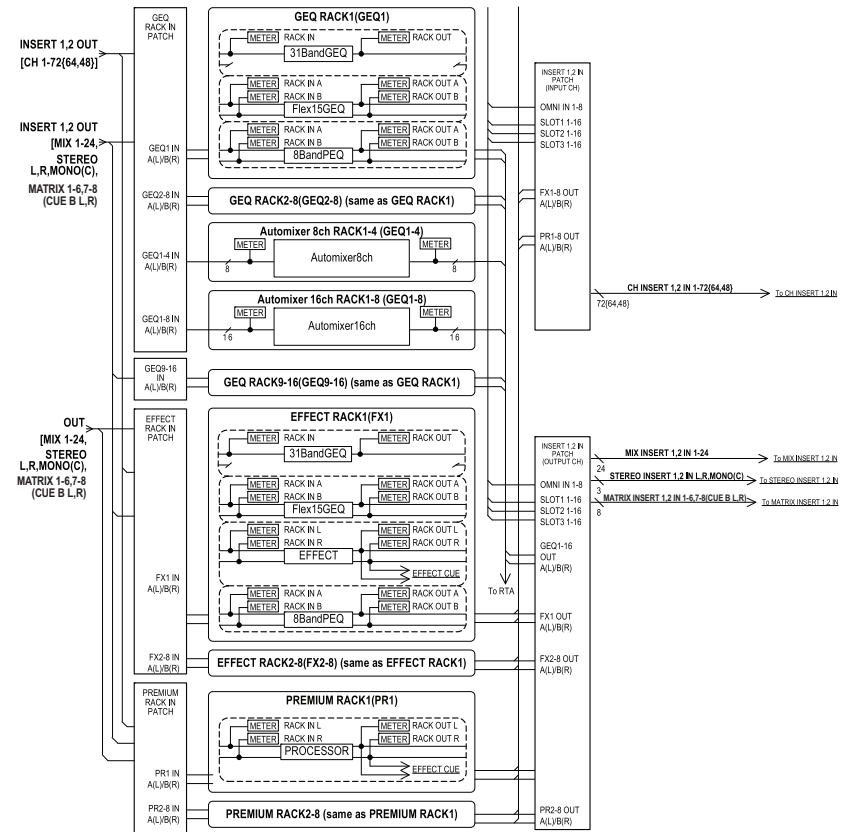 INSERT 1,2 OUT
[CH 1-72{64,48}]
INSERT 1,2 OUT
[MIX 1-24,
STEREO
L,R,MONO(C),
MATRIX 1-6,7-8
(CUE B L,R)
OUT
[MIX 1-24,
STEREO
L,R,MONO(C),
MATRIX 1-6,7-8
(CUE B L,R)
GEQ
RACK IN
PATCH
GEQ1 IN
A(L)/B(R)
GEQ2-8 IN
A(L)/B(R)
GEQ1-4 IN
A(L)/B(R)
GEQ1-8 IN
A(L)/B(R)
GEQ9-16
IN
A(L)/B(R)
EFFECT
RACK IN
PATCH
FX1 IN
A(L)/B(R)
FX2-8 IN
A(L)/B(R)
PREMIUM
RACK IN
PATCH
PR1 IN
A(L)/B(R)
PR2-8 IN
A(L)/B(R)
GEQ RACK1(GEQ1)
METER RACK IN METER RACK OUT
31BandGEQ
METER RACK IN A METER RACK OUT A
METER RACK IN B METER RACK OUT B
Flex15GEQ
METER RACK IN A METER RACK OUT A
METER RACK IN B METER RACK OUT B
8BandPEQ
GEQ RACK2-8(GEQ2-8) (same as GEQ RACK1)
Automixer 8ch RACK1-4 (GEQ1-4)
METER METER
Automixer8ch
8 8
Automixer 16ch RACK1-8 (GEQ1-8)
METER METER
Automixer16ch
16 16
GEQ RACK9-16(GEQ9-16) (same as GEQ RACK1)
EFFECT RACK1(FX1)
METER RACK IN METER RACK OUT
31BandGEQ
METER RACK IN A METER RACK OUT A
METER RACK IN B METER RACK OUT B
Flex15GEQ
METER RACK IN L METER RACK OUT L
METER RACK IN R METER RACK OUT R
EFFECT
EFFECT CUE
METER RACK IN A METER RACK OUT A
METER RACK IN B METER RACK OUT B
8BandPEQ
EFFECT RACK2-8(FX2-8) (same as EFFECT RACK1)
PREMIUM RACK1(PR1)
METER RACK IN L METER RACK OUT L
METER RACK IN R METER RACK OUT R
PROCESSOR
EFFECT CUE
PREMIUM RACK2-8 (same as PREMIUM RACK1)
To RTA
INSERT 1,2 IN
PATCH
(INPUT CH)
OMNI IN 1-8
SLOT1 1-16
SLOT2 1-16
SLOT3 1-16
FX1-8 OUT
A(L)/B(R)
PR1-8 OUT
A(L)/B(R)
CH INSERT 1,2 IN 1-72{64,48}
72{64,48}
To CH INSERT 1,2 IN
INSERT 1,2 IN
PATCH
(OUTPUT CH)
OMNI IN 1-8
SLOT1 1-16
SLOT2 1-16
SLOT3 1-16
GEQ1-16
OUT
A(L)/B(R)
FX1 OUT
A(L)/B(R)
FX2-8 OUT
A(L)/B(R)
PR2-8 OUT
A(L)/B(R)
MIX INSERT 1,2 IN 1-24
24
To MIX INSERT 1,2 IN
STEREO INSERT 1,2 IN L,R,MONO(C)
3
To STEREO INSERT 1,2 IN
MATRIX INSERT 1,2 IN 1-6,7-8(CUE B L,R)
8
To MATRIX INSERT 1,2 IN